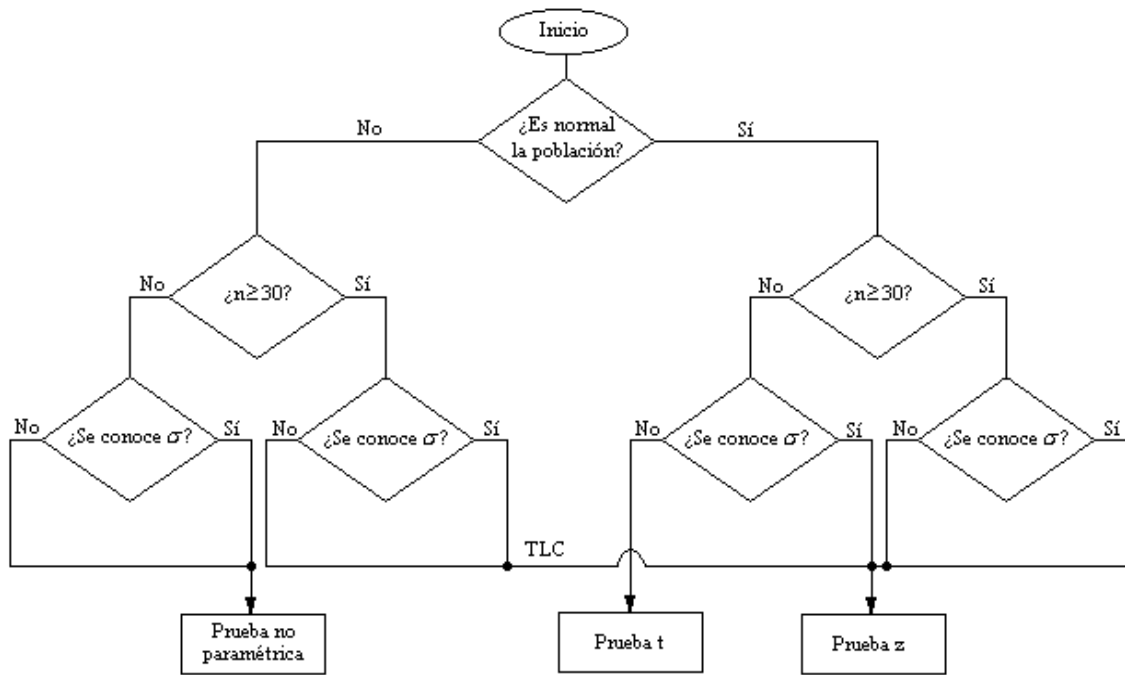 Inicio
¿Es normal
la población?
No
Sí
¿n≥30?
No
Sí
¿n≥30?
No
Sí
¿Se conoce σ?
No
Sí
¿Se conoce σ?
No
Sí
¿Se conoce σ?
No
Sí
¿Se conoce σ?
No
Sí
TLC
Prueba no
paramétrica
Prueba t
Prueba z